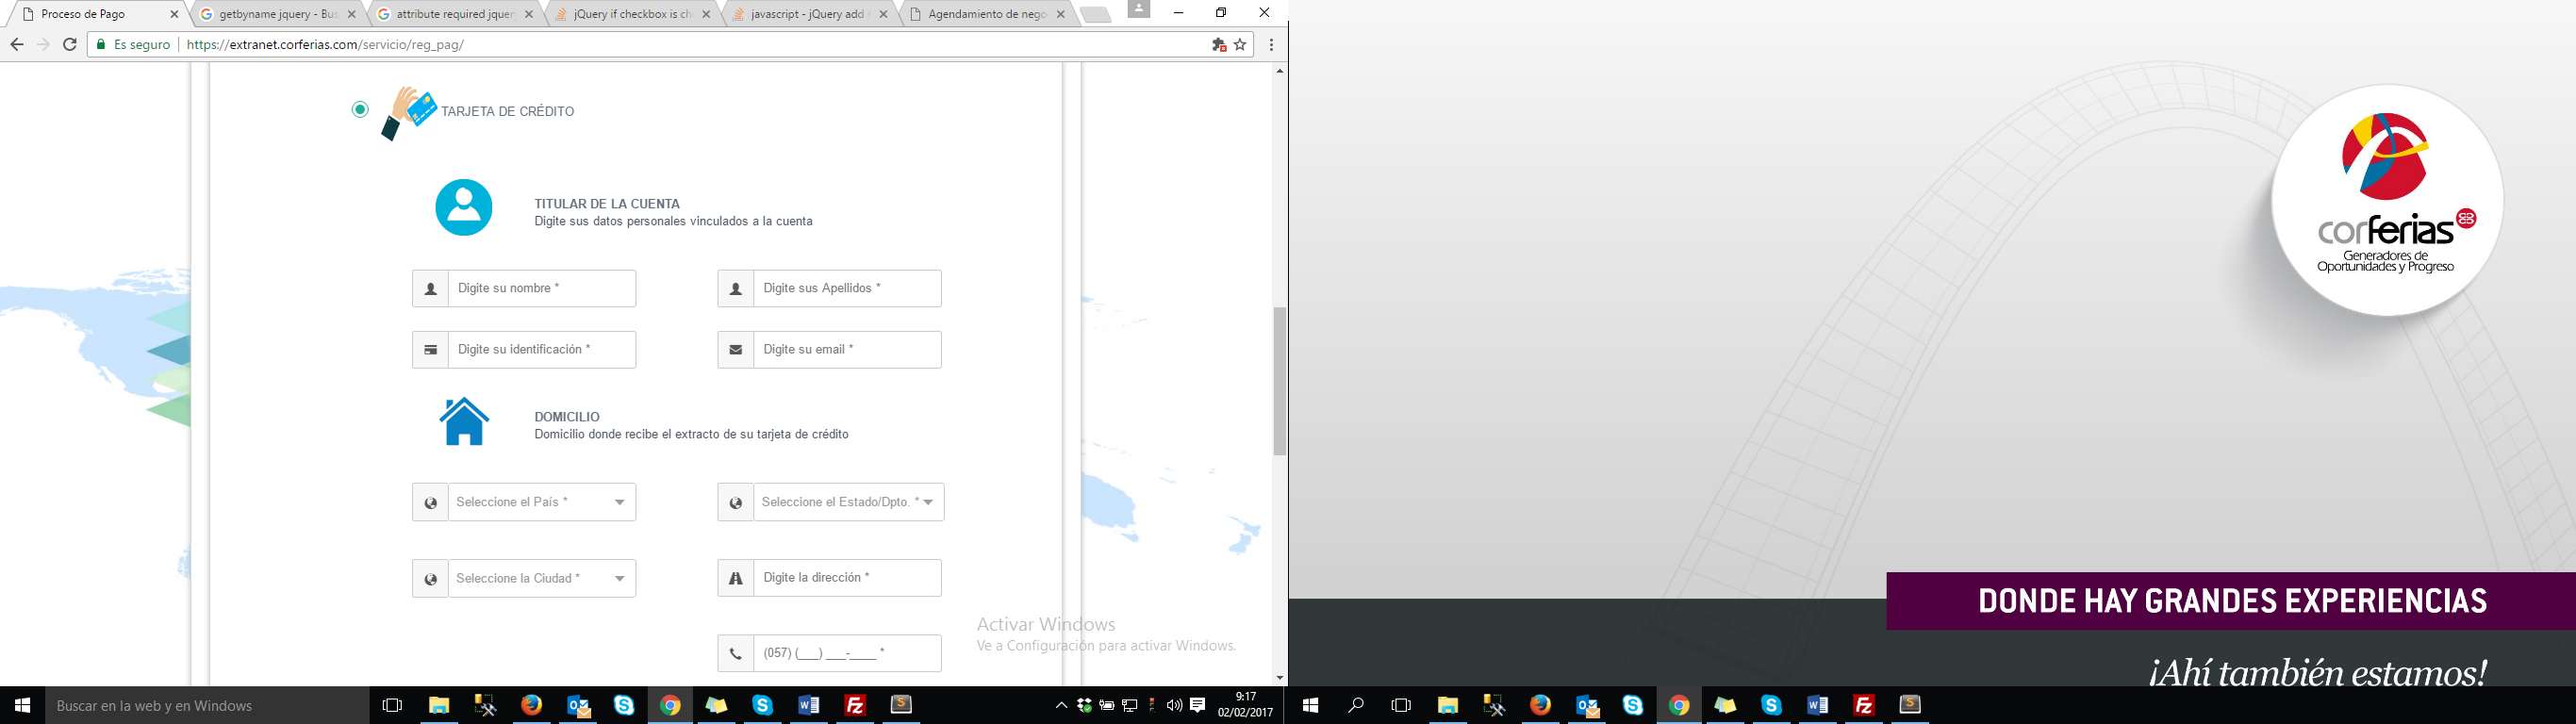 Proceso de Pago
getbyname jquery - Bus
attribute required jquer
jQuery if checkbox is ch
javascript - jQuery add
Agendamiento de nego
Es seguro
https://extranet.corferias.com/servicio/reg_pag/
TARJETA DE CRÉDITO
TITULAR DE LA CUENTA
Digite sus datos personales vinculados a la cuenta
Digite su nombre *
Digite sus Apellidos *
Digite su identificación *
Digite su email *
DOMICILIO
Domicilio donde recibe el extracto de su tarjeta de crédito
Seleccione el País *
Seleccione el Estado/Dpto. *
Seleccione la Ciudad *
Digite la dirección *
(057) (___) ___-____ *
Activar Windows
Ve a Configuración para activar Windows.
Buscar en la web y en Windows
9:17
02/02/2017
corferias
Generadores de
Oportunidades y Progreso
DONDE HAY GRANDES EXPERIENCIAS
¡Ahí también estamos!